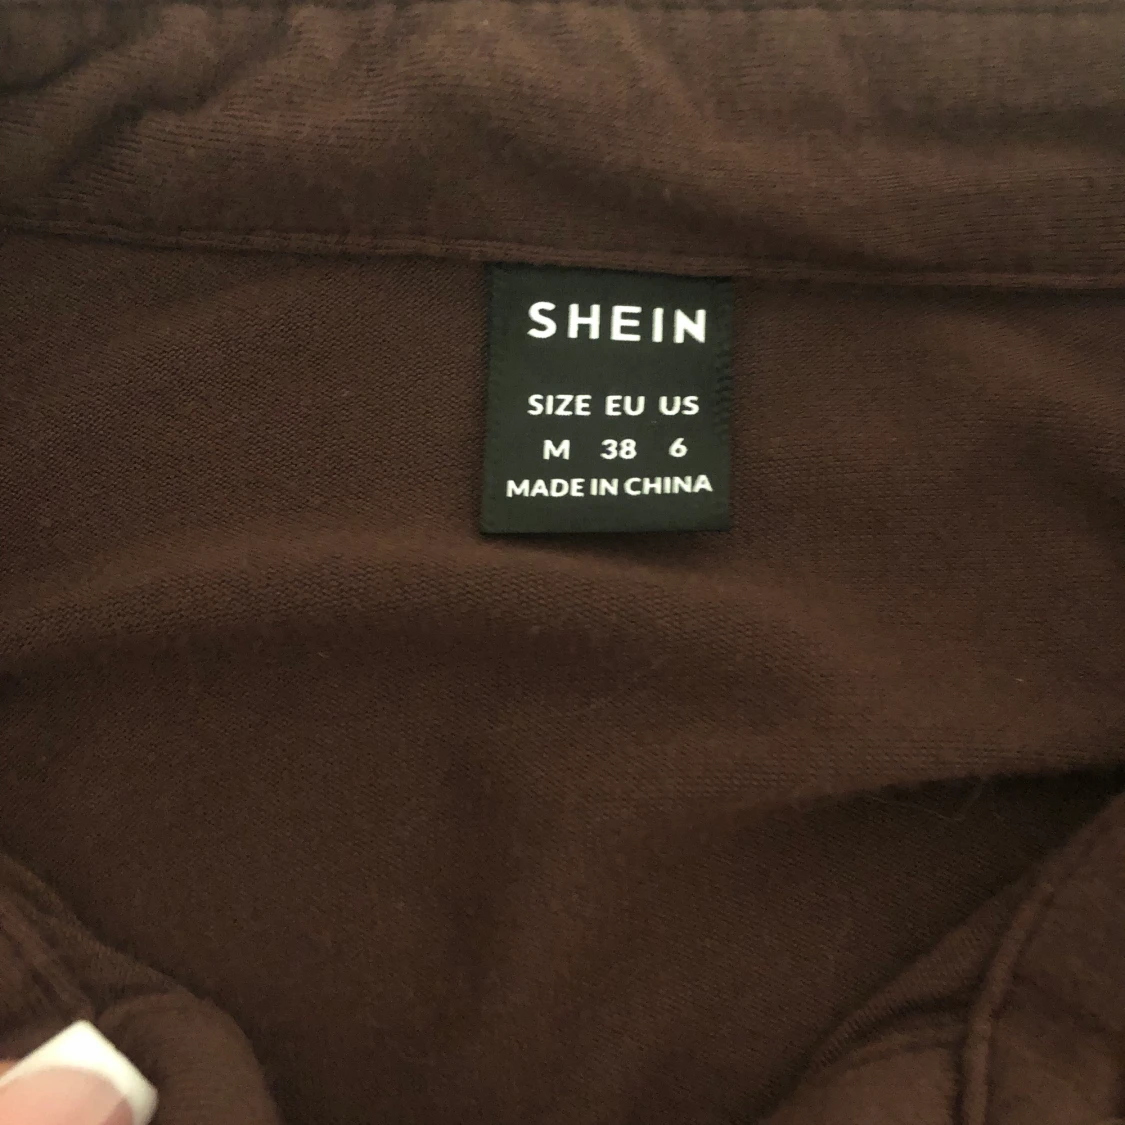 SHEIN
SIZE EU US
M 38 6
MADE IN CHINA